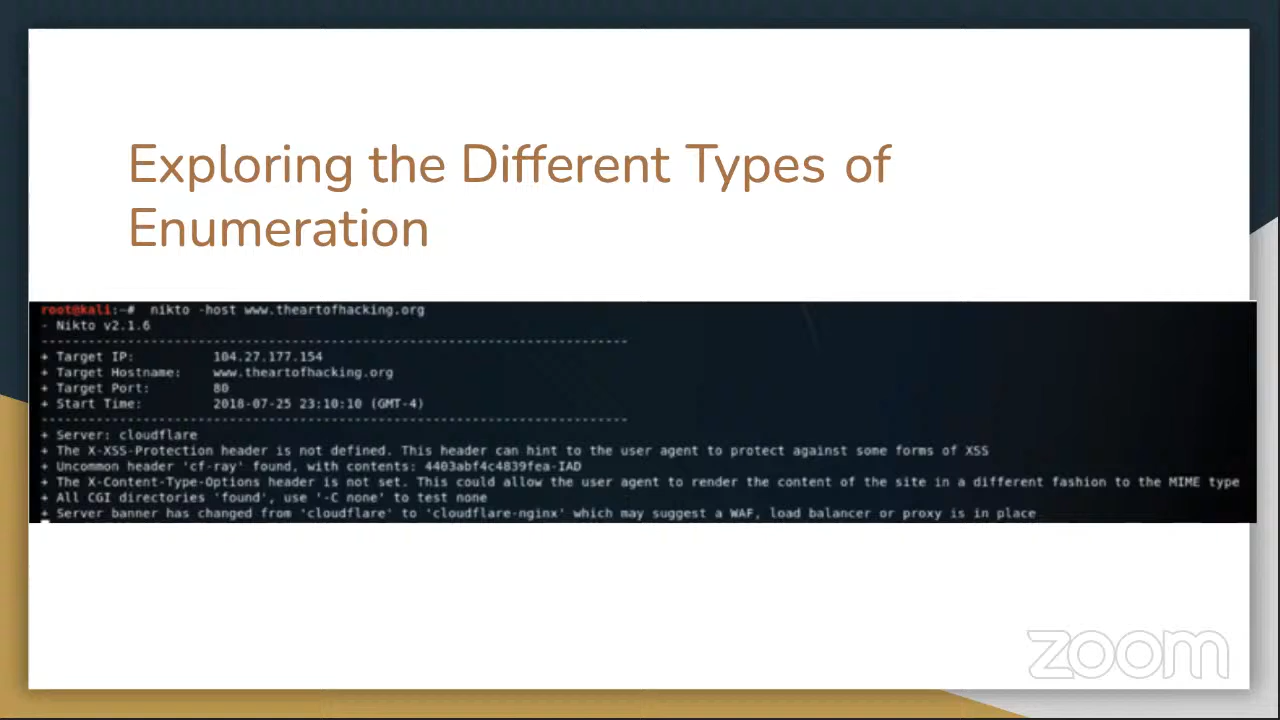 Exploring the Different Types of
Enumeration
root@kali:~# nikto -host www.theartofhacking.org
- Nikto v2.1.6
---------------------------------------------------------------------------
+ Target IP: 104.27.177.154
+ Target Hostname: www.theartofhacking.org
+ Target Port: 80
+ Start Time: 2018-07-25 23:10:10 (GMT-4)
---------------------------------------------------------------------------
+ Server: cloudflare
+ The X-XSS-Protection header is not defined. This header can hint to the user agent to protect against some forms of XSS
+ Uncommon header 'cf-ray' found, with contents: 4403abf4c4839fea-IAD
+ The X-Content-Type-Options header is not set. This could allow the user agent to render the content of the site in a different fashion to the MIME type
+ All CGI directories 'found', use '-C none' to test none
+ Server banner has changed from 'cloudflare' to 'cloudflare-nginx' which may suggest a WAF, load balancer or proxy is in place
zoom